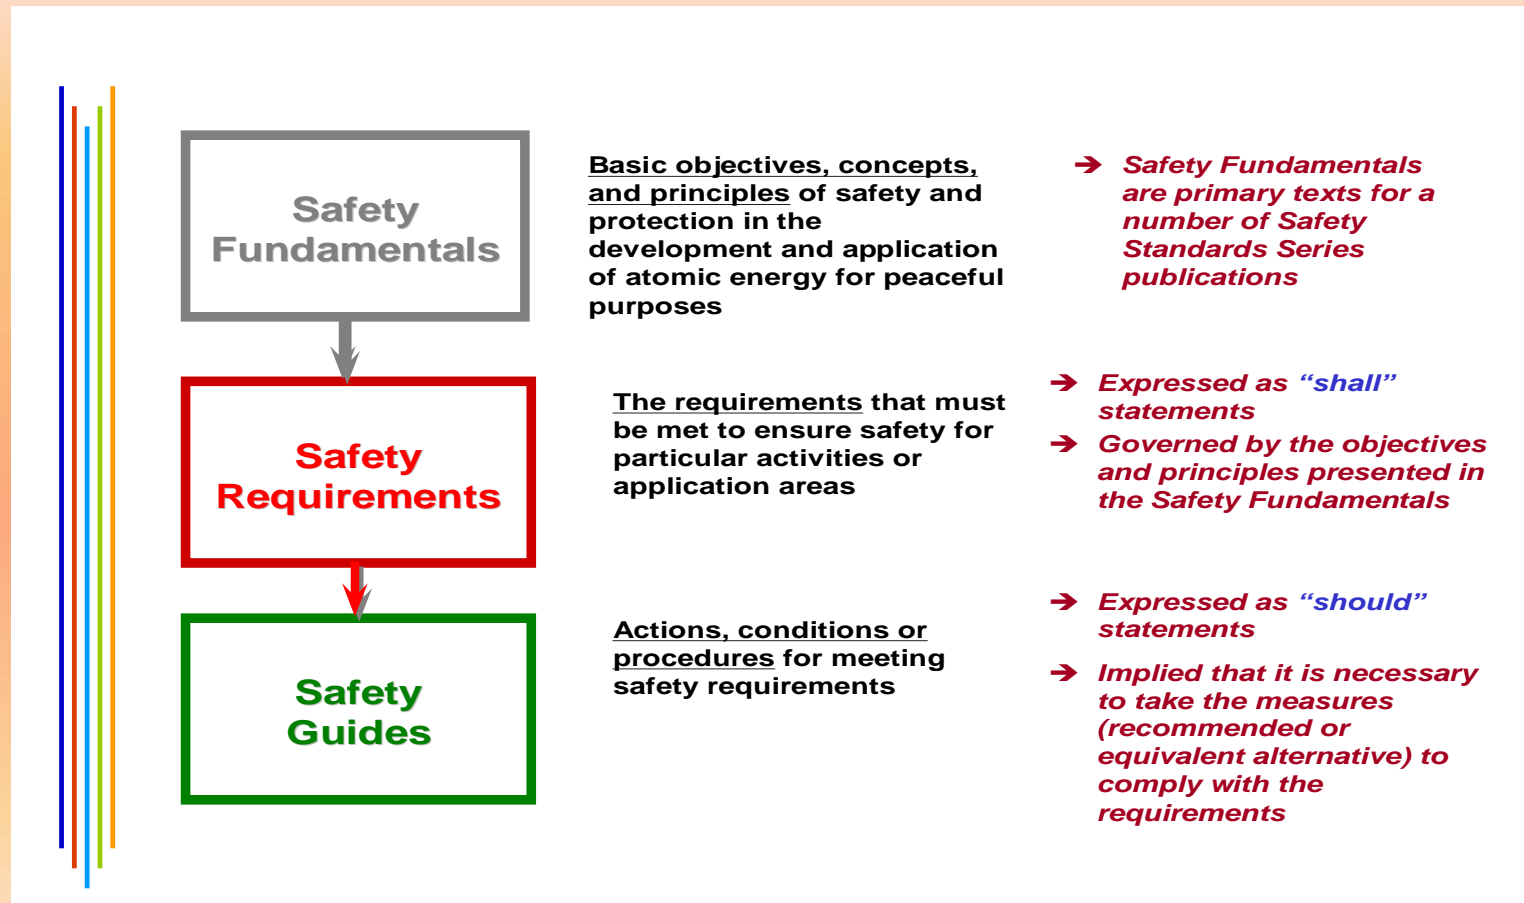 Safety
Fundamentals
Basic objectives, concepts,
and principles of safety and
protection in the
development and application
of atomic energy for peaceful
purposes
➔ Safety Fundamentals
are primary texts for a
number of Safety
Standards Series
publications
Safety
Requirements
The requirements that must
be met to ensure safety for
particular activities or
application areas
➔ Expressed as “shall”
statements
➔ Governed by the objectives
and principles presented in
the Safety Fundamentals
Safety
Guides
Actions, conditions or
procedures for meeting
safety requirements
➔ Expressed as “should”
statements
➔ Implied that it is necessary
to take the measures
(recommended or
equivalent alternative) to
comply with the
requirements